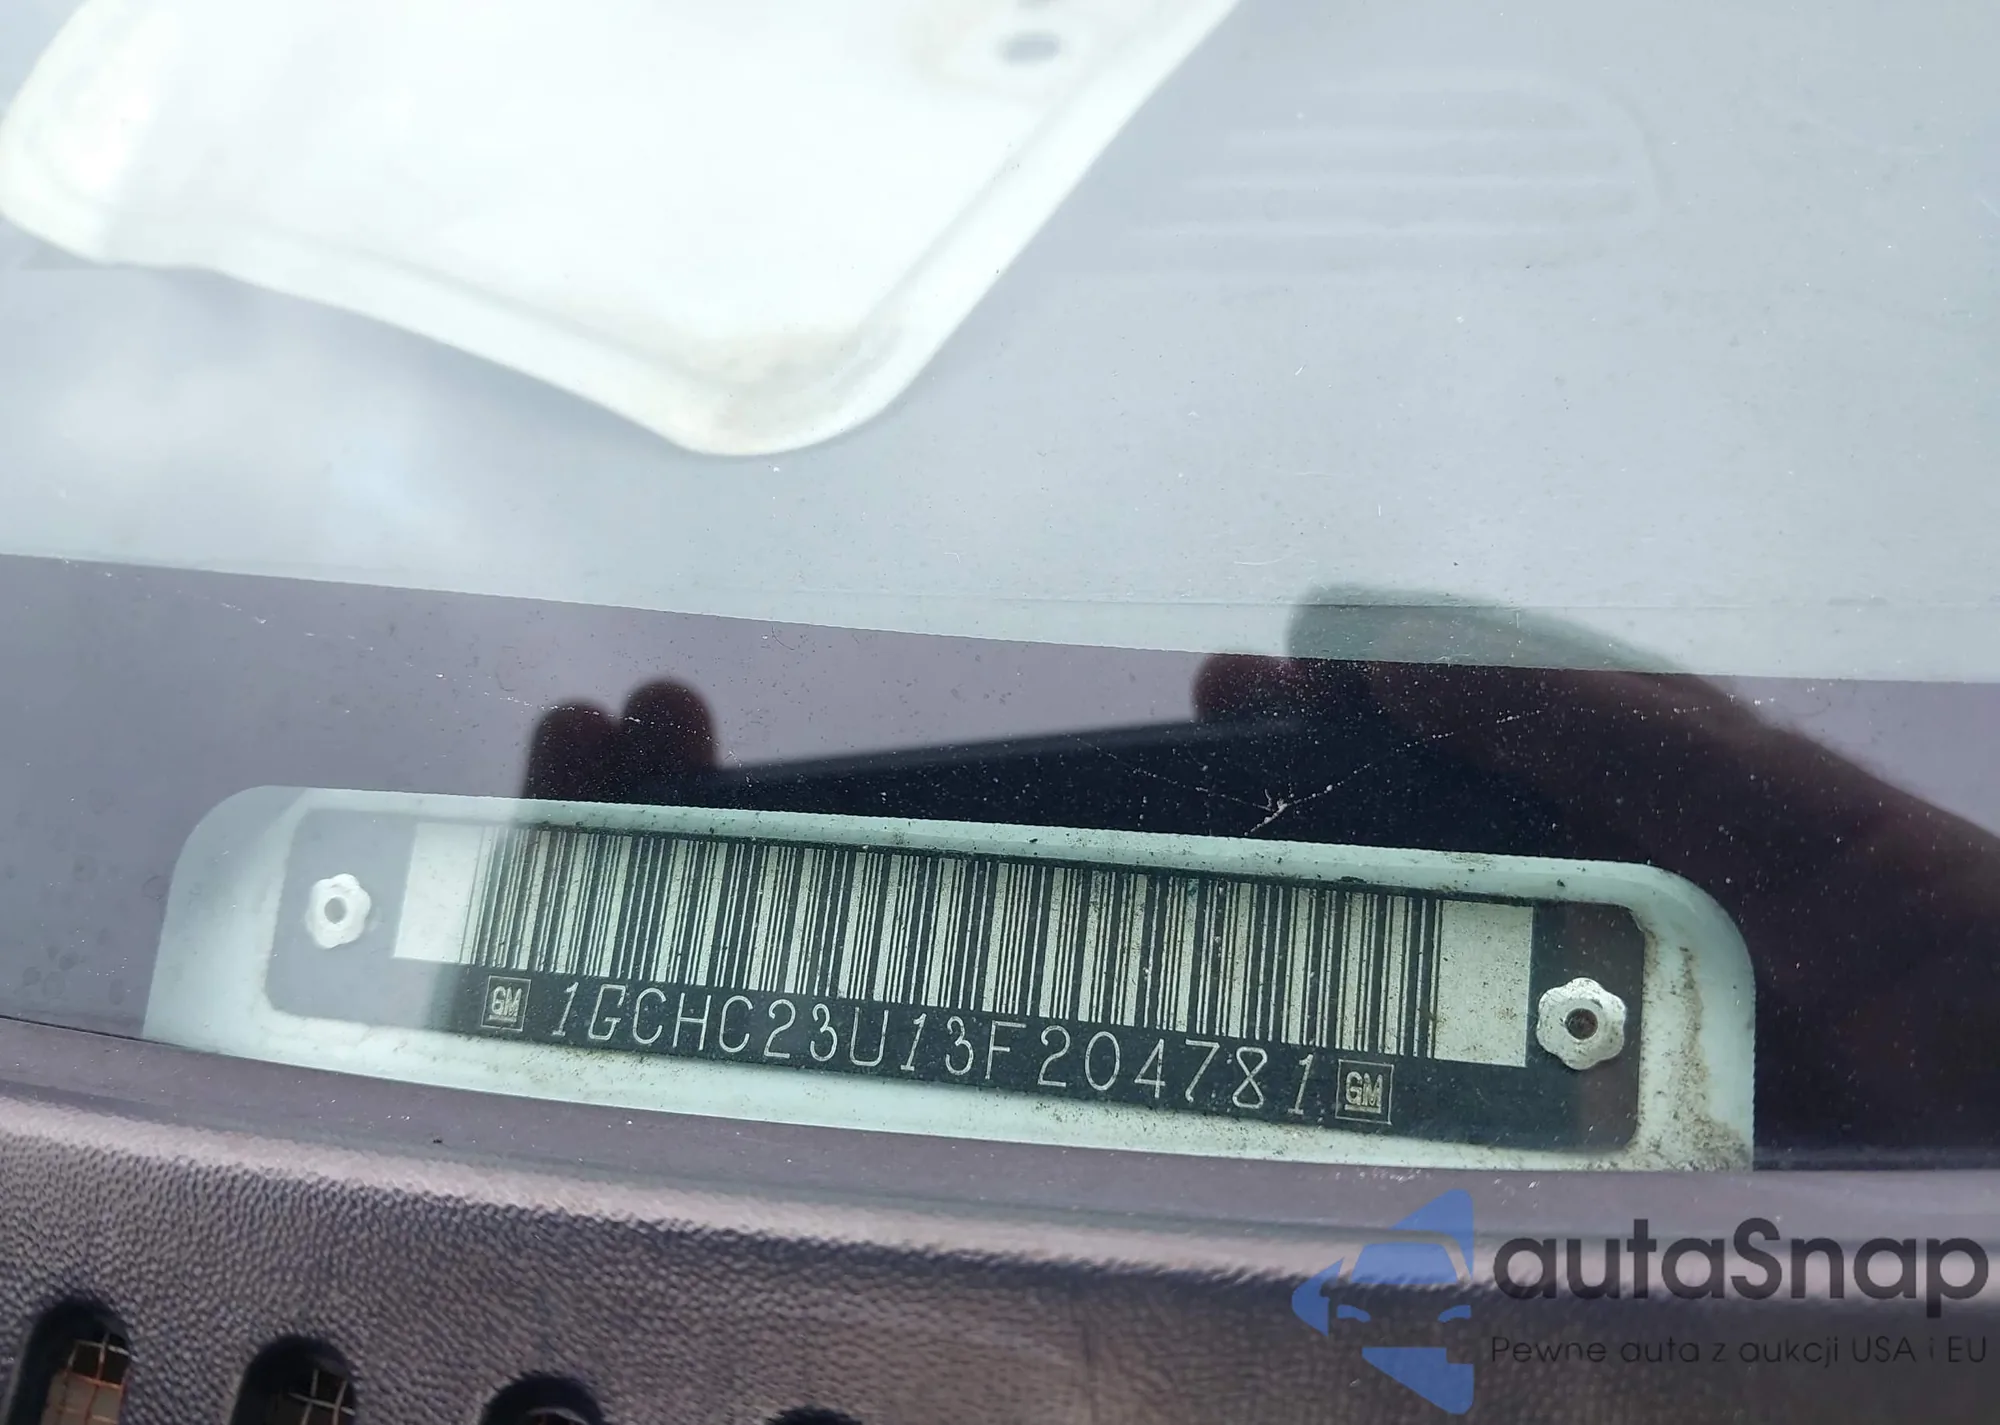 GM 1GCHC23U13F204781 GM
autaSnap
Pewne auta z aukcji USA i EU